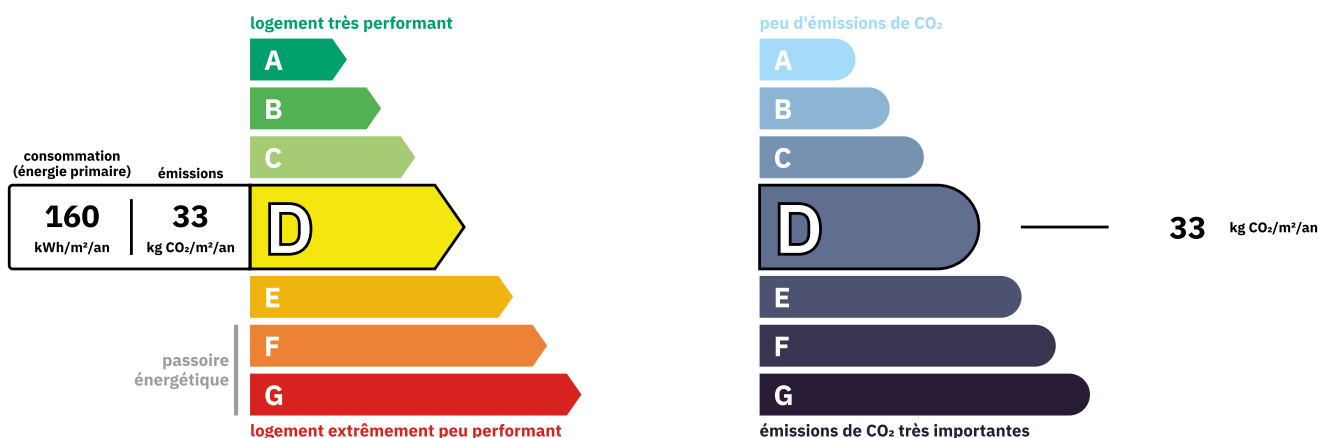 logement très performant
A
B
C
consommation
(énergie primaire)
émissions
160
kWh/m²/an
33
kg CO₂/m²/an
D
E
F
G
passoire
énergétique
logement extrêmement peu performant
peu d'émissions de CO₂
A
B
C
D
33 kg CO₂/m²/an
E
F
G
émissions de CO₂ très importantes